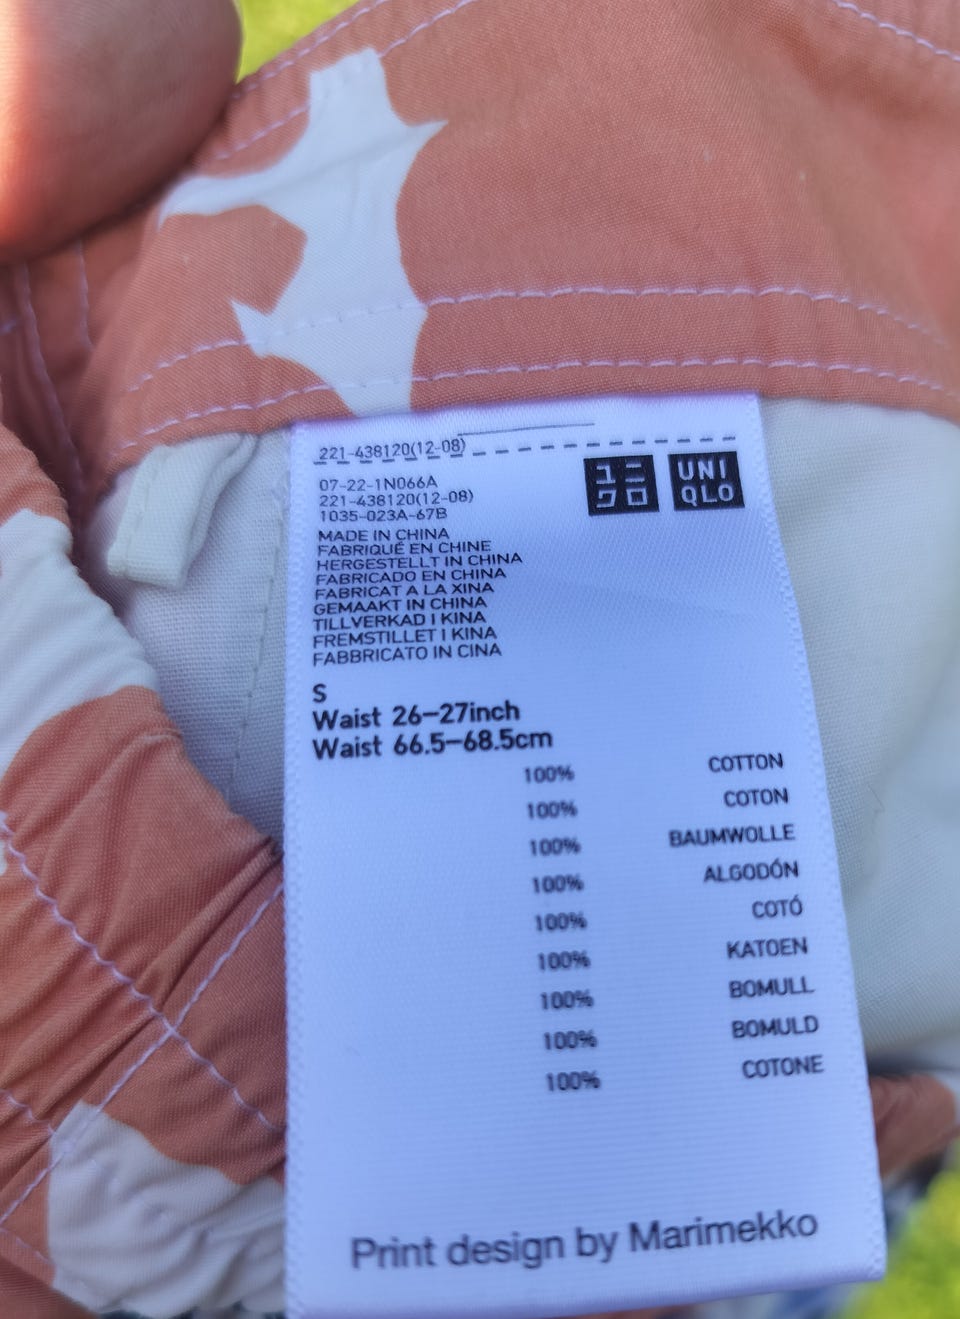 221-438120(12-08)
ユニクロ
UNIQLO
07-22-1N066A
221-438120(12-08)
1035-023A-67B
MADE IN CHINA
FABRIQUÉ EN CHINE
HERGESTELLT IN CHINA
FABRICADO EN CHINA
FABRICAT A LA XINA
GEMAAKT IN CHINA
TILLVERKAD I KINA
FREMSTILLET I KINA
FABBRICATO IN CINA
S
Waist 26–27inch
Waist 66.5–68.5cm
100% COTTON
100% COTON
100% BAUMWOLLE
100% ALGODÓN
100% COTÓ
100% KATOEN
100% BOMULL
100% BOMULD
100% COTONE
Print design by Marimekko